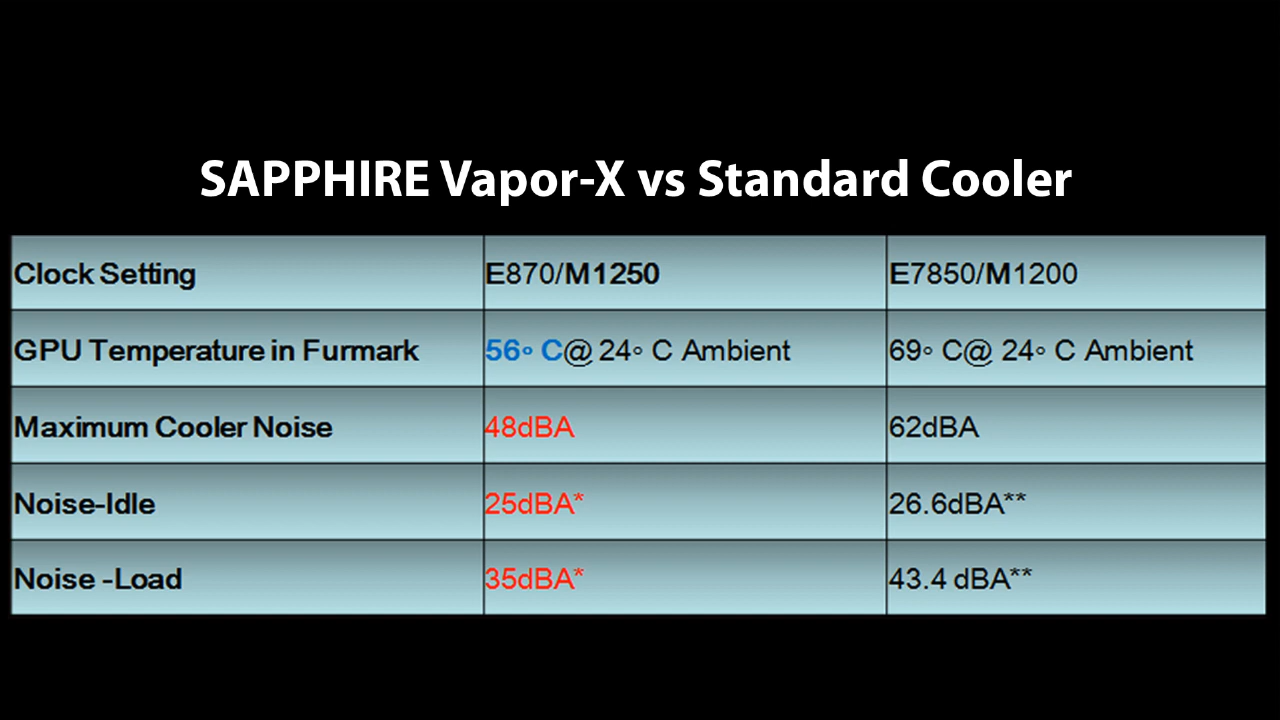 SAPPHIRE Vapor-X vs Standard Cooler
Clock Setting E870/M1250 E7850/M1200
GPU Temperature in Furmark 56° C@ 24° C Ambient 69° C@ 24° C Ambient
Maximum Cooler Noise 48dBA 62dBA
Noise-Idle 25dBA* 26.6dBA**
Noise -Load 35dBA* 43.4 dBA**